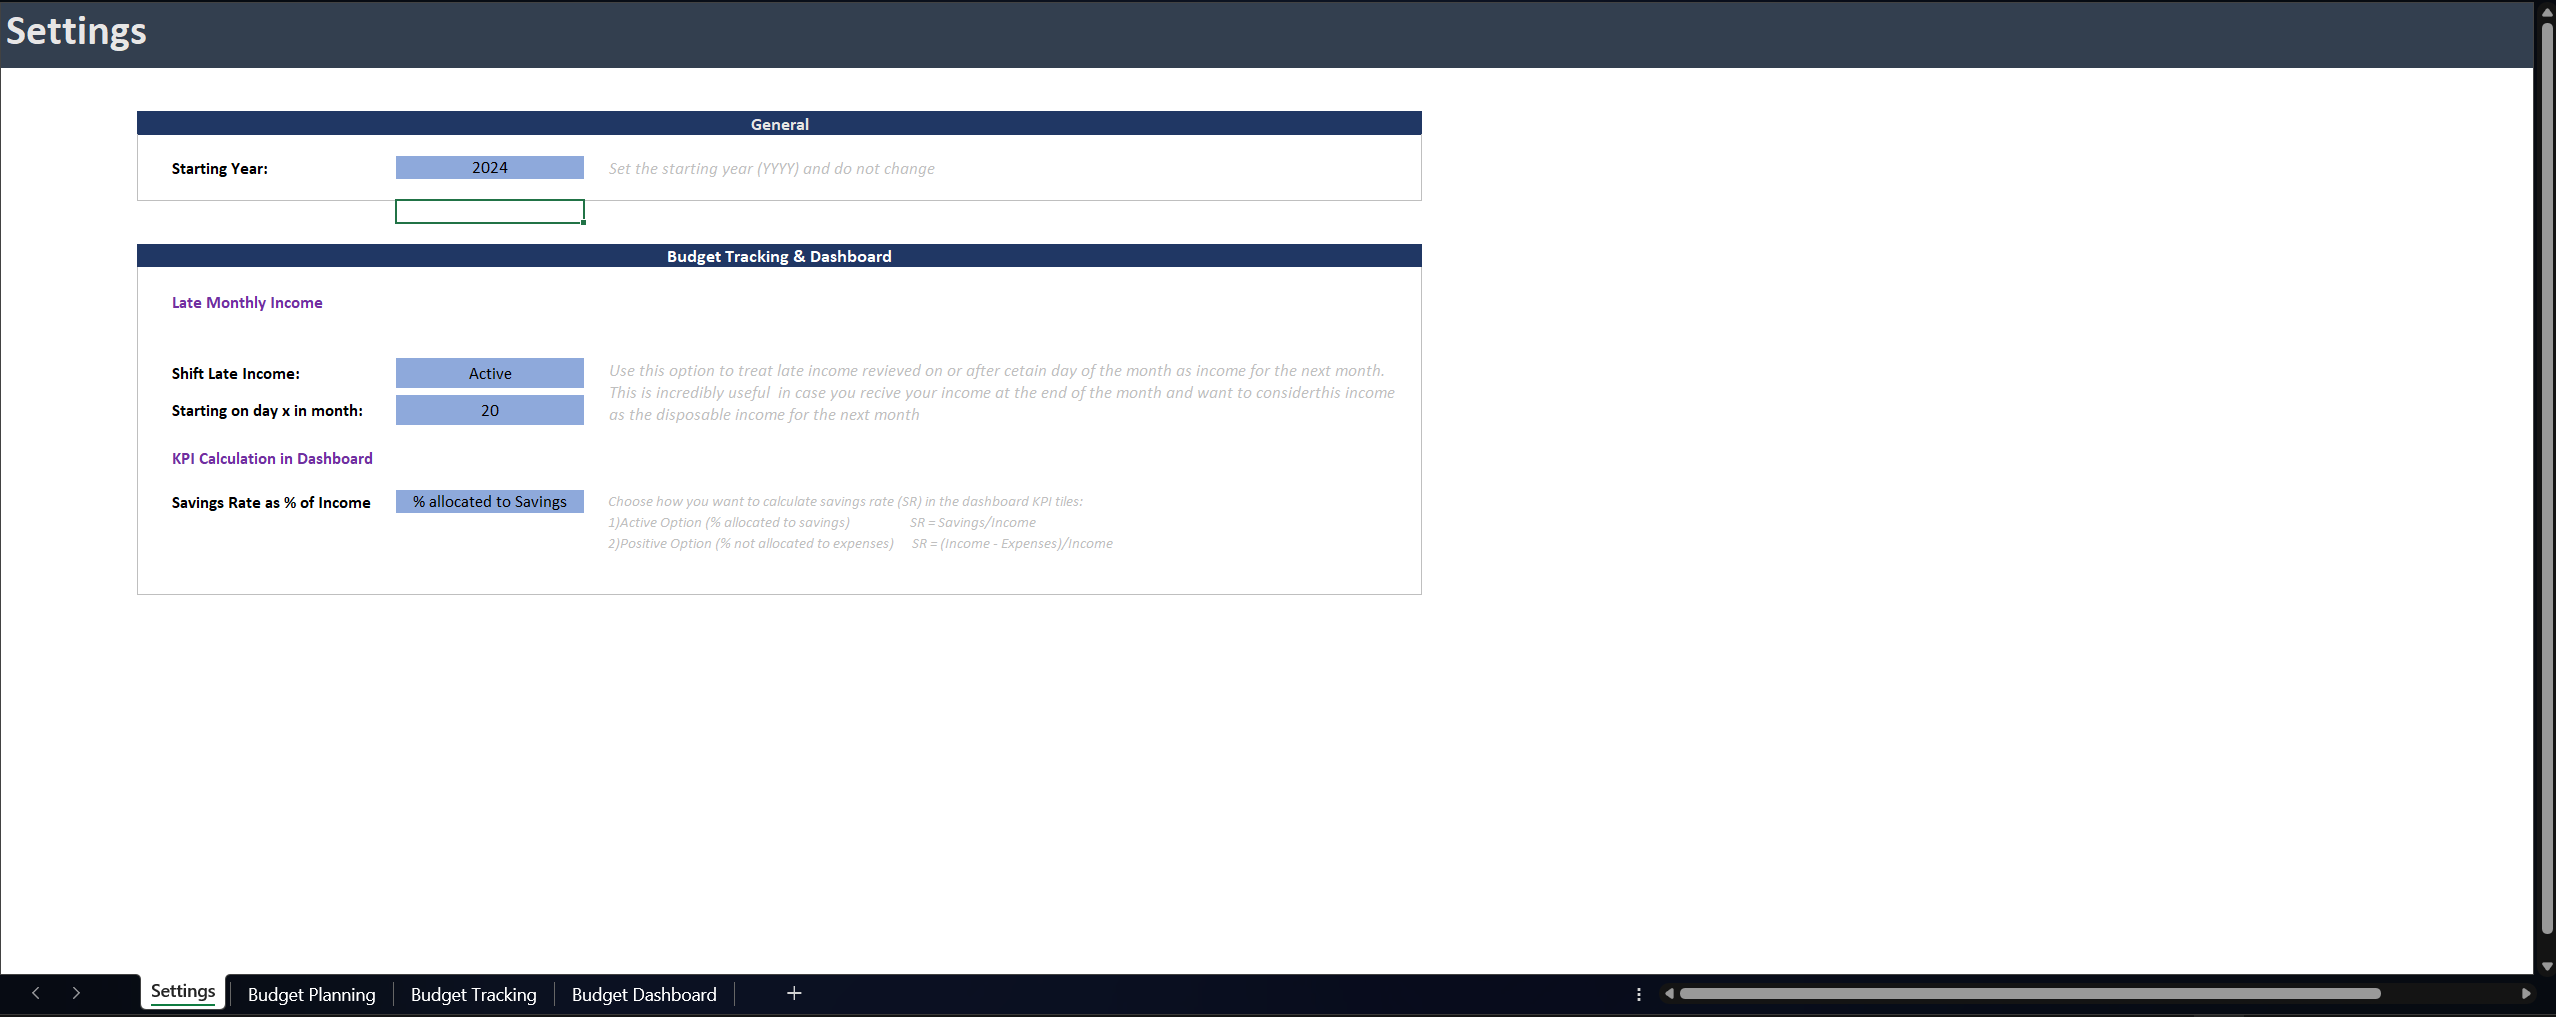 Settings
General
Starting Year: 2024 Set the starting year (YYYY) and do not change
Budget Tracking & Dashboard
Late Monthly Income
Shift Late Income: Active
Starting on day x in month: 20
Use this option to treat late income revieved on or after cetain day of the month as income for the next month.
This is incredibly useful  in case you recive your income at the end of the month and want to considerthis income
as the disposable income for the next month
KPI Calculation in Dashboard
Savings Rate as % of Income % allocated to Savings Choose how you want to calculate savings rate (SR) in the dashboard KPI tiles:
1)Active Option (% allocated to savings) SR = Savings/Income
2)Positive Option (% not allocated to expenses) SR = (Income - Expenses)/Income
Settings Budget Planning Budget Tracking Budget Dashboard